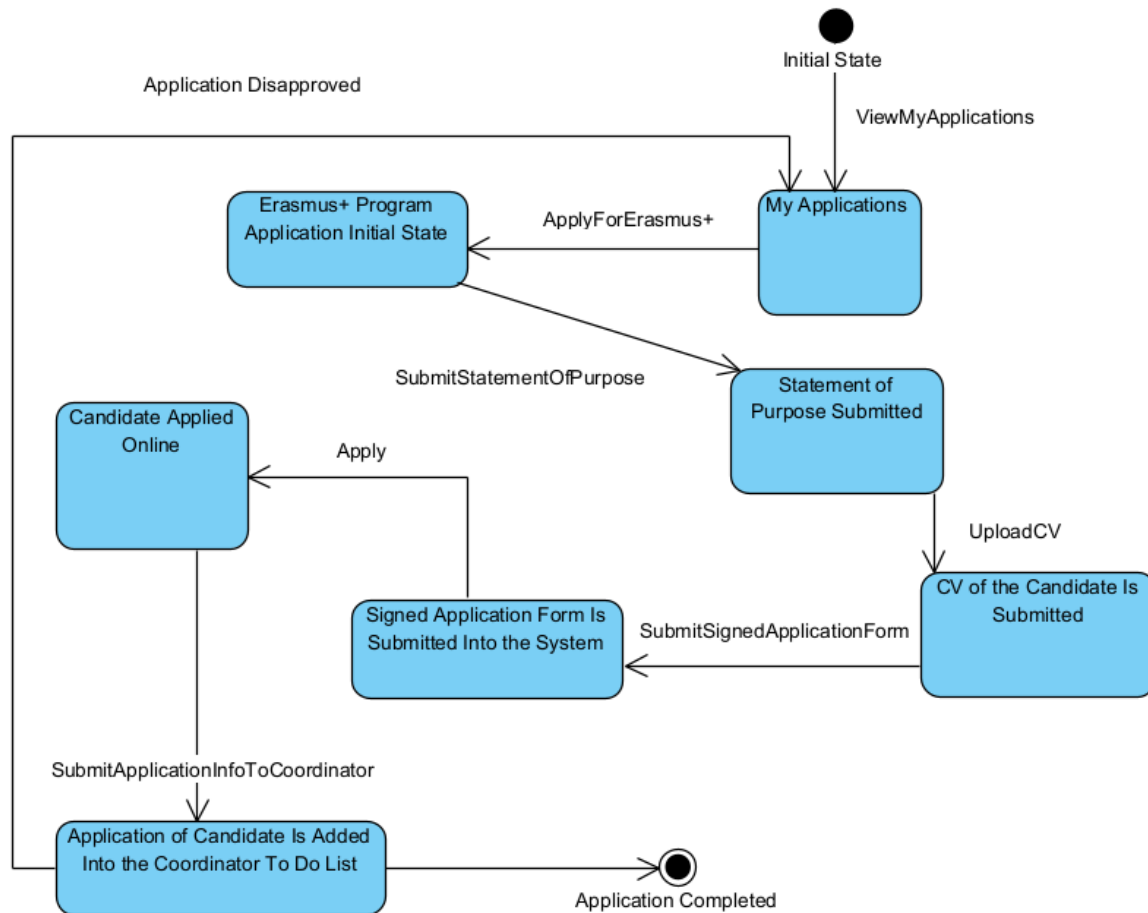 Initial State
Application Disapproved
ViewMyApplications
Erasmus+ Program
Application Initial State
ApplyForErasmus+
My Applications
SubmitStatementOfPurpose
Statement of
Purpose Submitted
Candidate Applied
Online
Apply
UploadCV
CV of the Candidate Is
Submitted
Signed Application Form Is
Submitted Into the System
SubmitSignedApplicationForm
SubmitApplicationInfoToCoordinator
Application of Candidate Is Added
Into the Coordinator To Do List
Application Completed